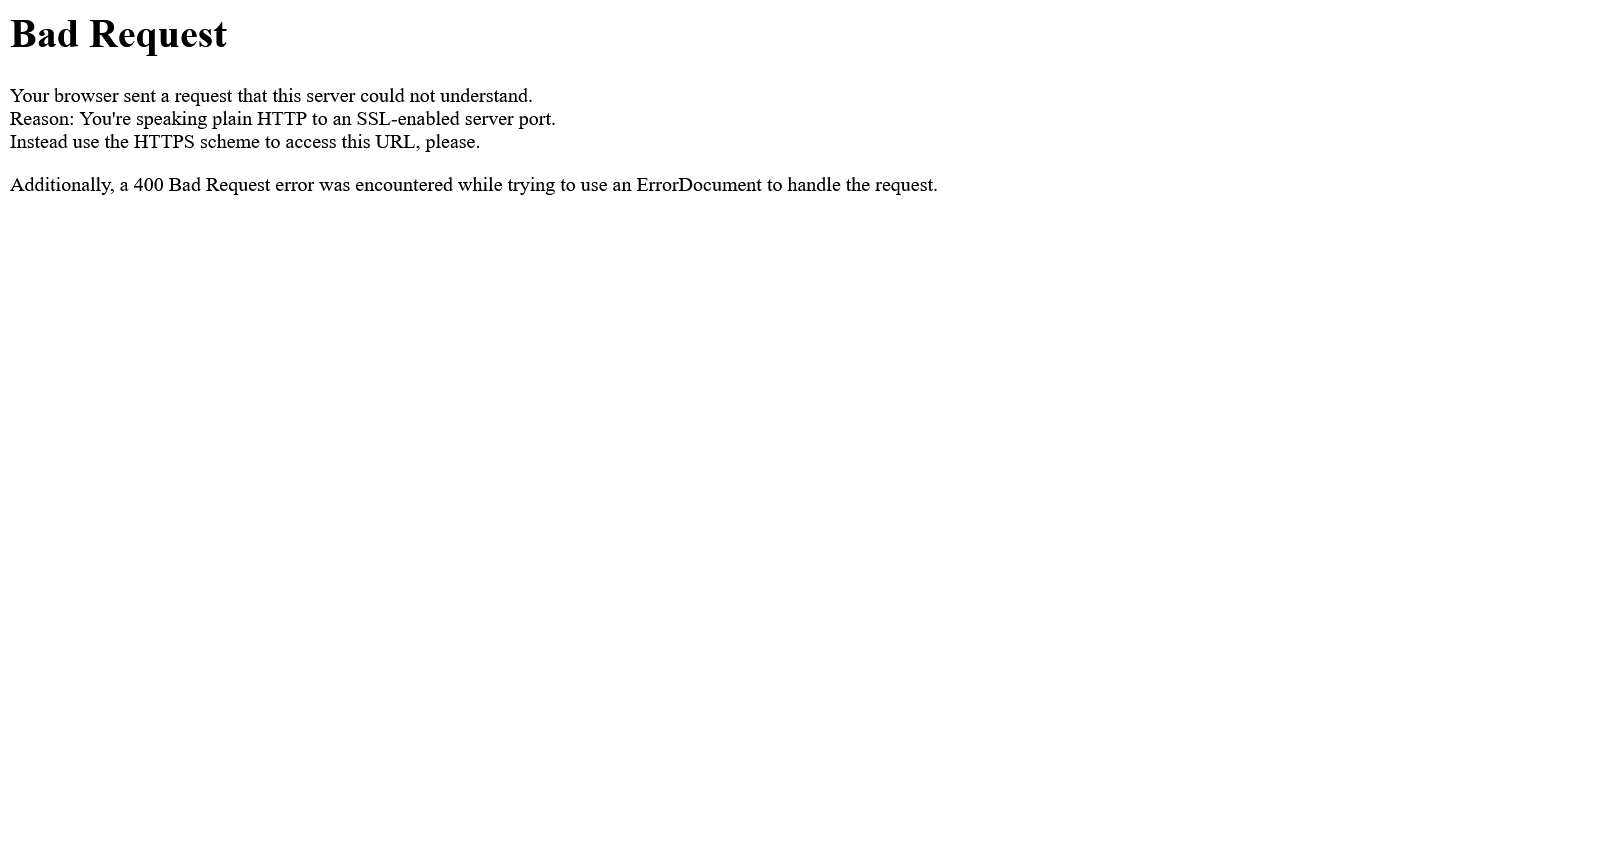 Bad Request
Your browser sent a request that this server could not understand.
Reason: You're speaking plain HTTP to an SSL-enabled server port.
Instead use the HTTPS scheme to access this URL, please.
Additionally, a 400 Bad Request error was encountered while trying to use an ErrorDocument to handle the request.